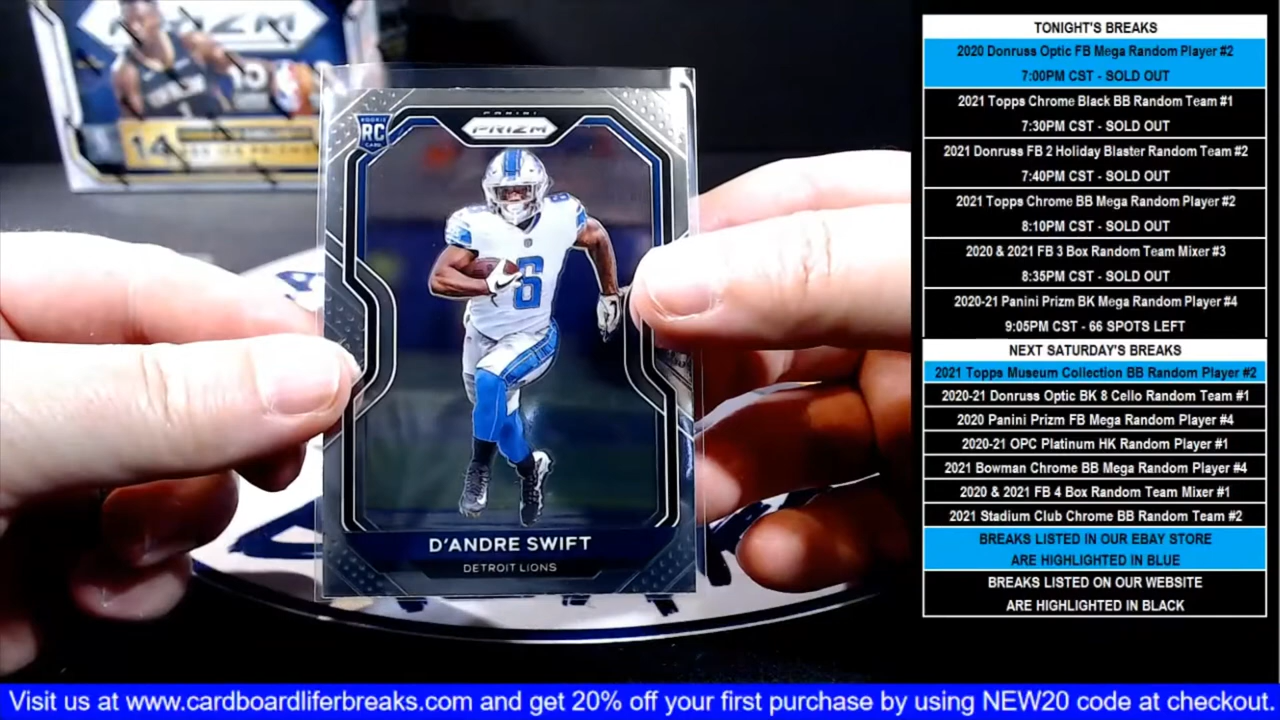 PRIZM
14
PANINI
PRIZM
ROOKIE
RC
CARD
8
6
D'ANDRE SWIFT
DETROIT LIONS
TONIGHT'S BREAKS
2020 Donruss Optic FB Mega Random Player #2
7:00PM CST - SOLD OUT
2021 Topps Chrome Black BB Random Team #1
7:30PM CST - SOLD OUT
2021 Donruss FB 2 Holiday Blaster Random Team #2
7:40PM CST - SOLD OUT
2021 Topps Chrome BB Mega Random Player #2
8:10PM CST - SOLD OUT
2020 & 2021 FB 3 Box Random Team Mixer #3
8:35PM CST - SOLD OUT
2020-21 Panini Prizm BK Mega Random Player #4
9:05PM CST - 66 SPOTS LEFT
NEXT SATURDAY'S BREAKS
2021 Topps Museum Collection BB Random Player #2
2020-21 Donruss Optic BK 8 Cello Random Team #1
2020 Panini Prizm FB Mega Random Player #4
2020-21 OPC Platinum HK Random Player #1
2021 Bowman Chrome BB Mega Random Player #4
2020 & 2021 FB 4 Box Random Team Mixer #1
2021 Stadium Club Chrome BB Random Team #2
BREAKS LISTED IN OUR EBAY STORE
ARE HIGHLIGHTED IN BLUE
BREAKS LISTED ON OUR WEBSITE
ARE HIGHLIGHTED IN BLACK
Visit us at www.cardboardliferbreaks.com and get 20% off your first purchase by using NEW20 code at checkout.